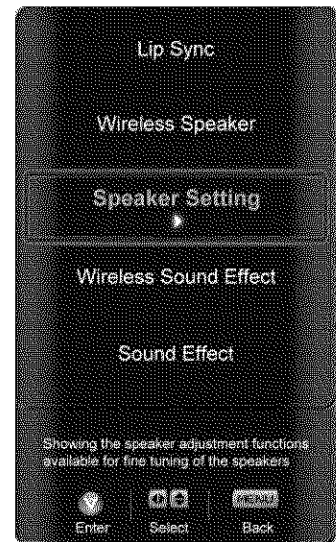 Lip Sync
Wireless Speaker
Speaker Setting
Wireless Sound Effect
Sound Effect
Showing the speaker adjustment functions
available for fine tuning of the speakers
MENU
Enter Select Back